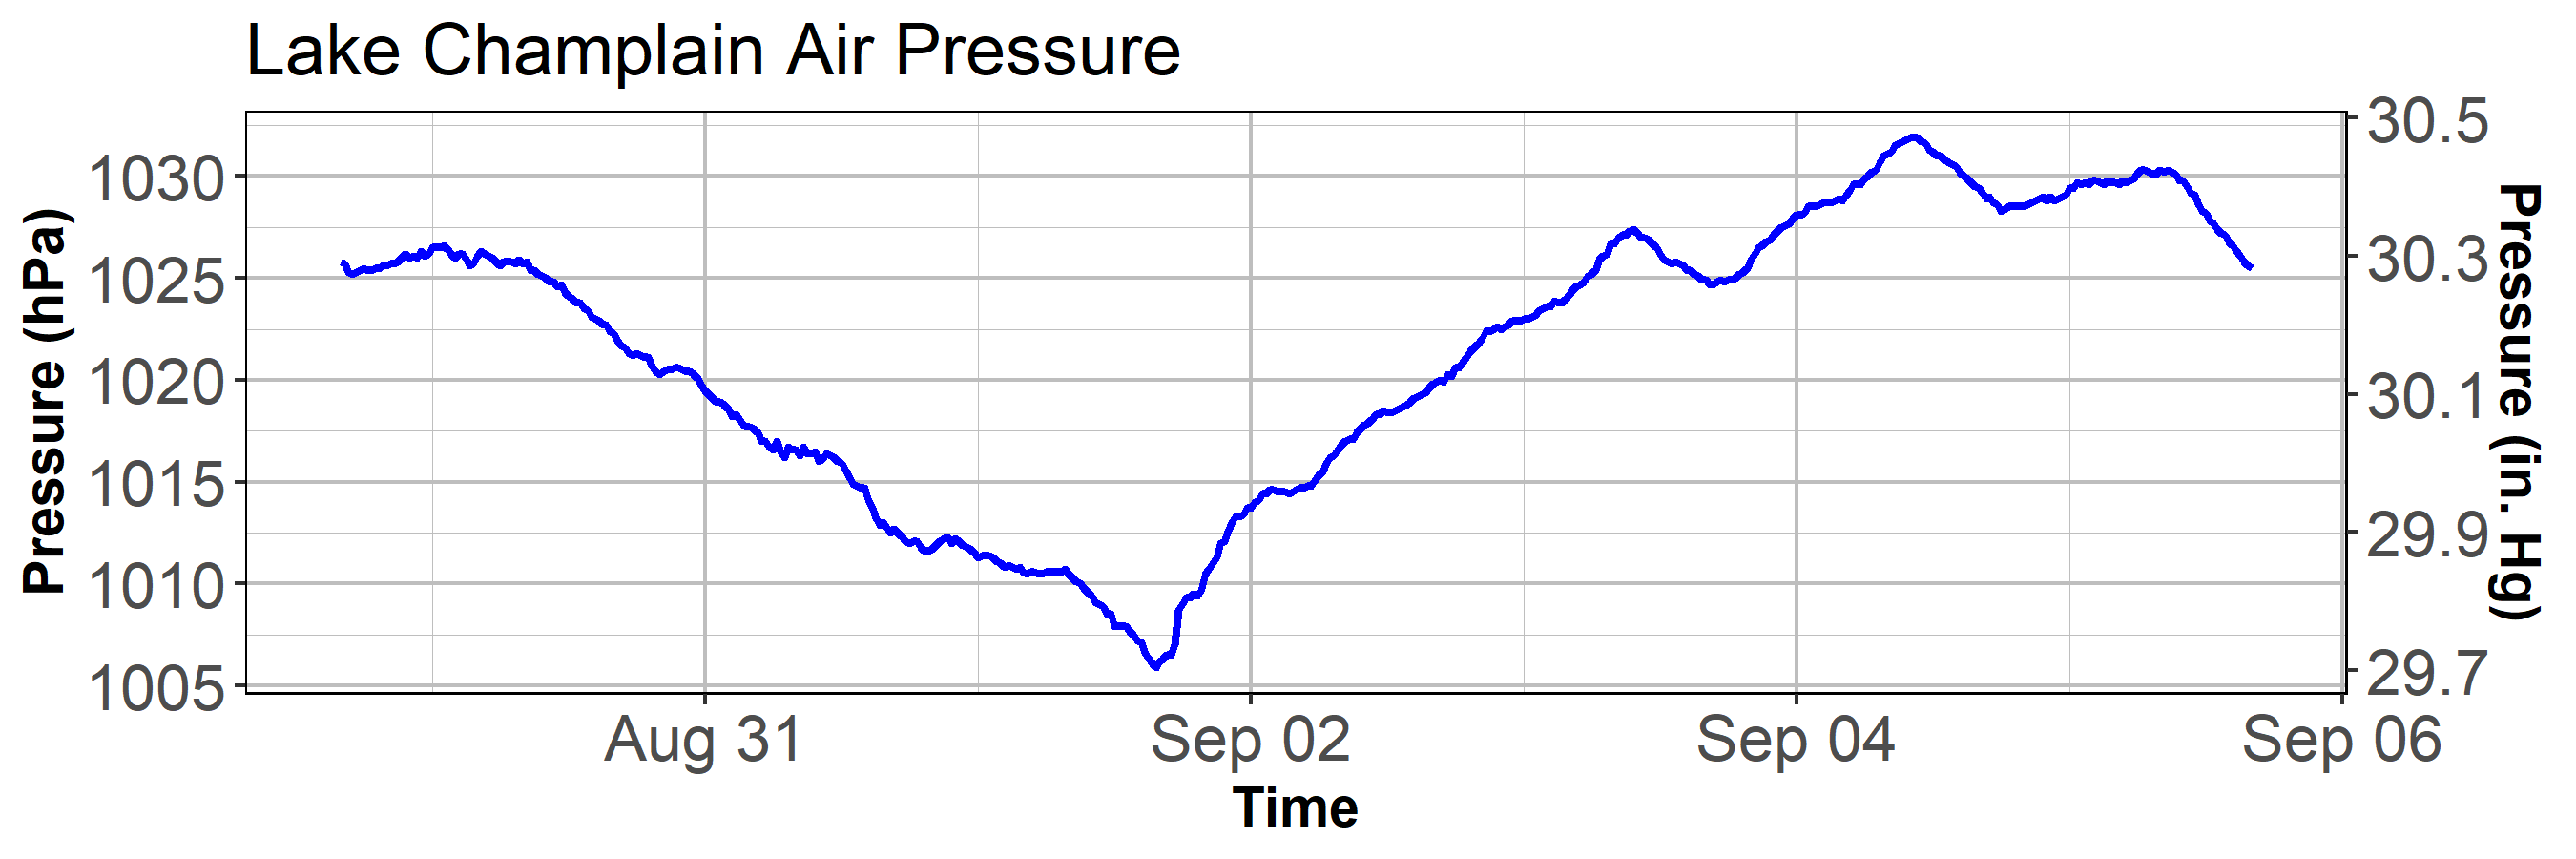 Lake Champlain Air Pressure
Pressure (hPa)
1030
1025
1020
1015
1010
1005
30.5
30.3
30.1
29.9
29.7
Pressure (in. Hg)
Aug 31
Sep 02
Sep 04
Sep 06
Time